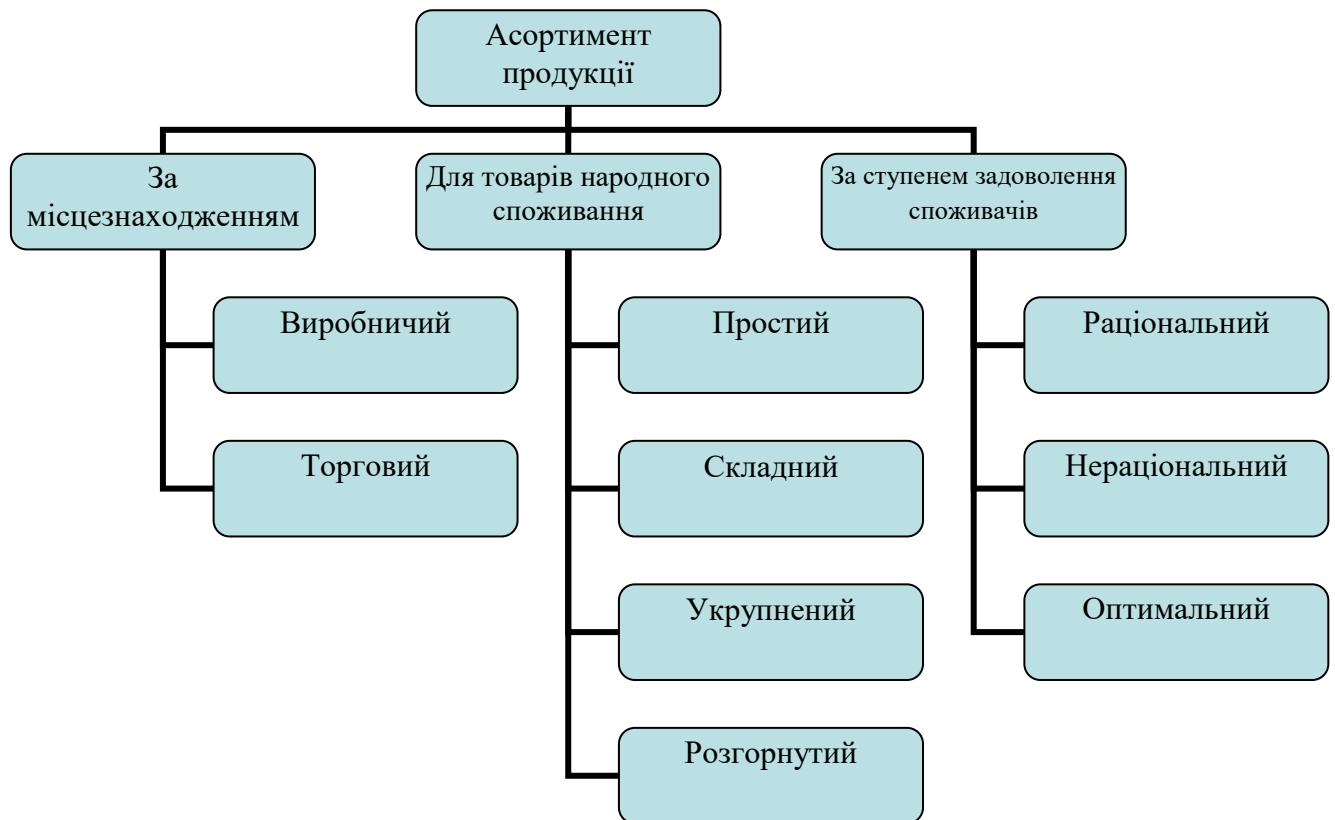 Асортимент
продукції
За
місцезнаходженням
Для товарів народного
споживання
За ступенем задоволення
споживачів
Виробничий
Простий
Раціональний
Торговий
Складний
Нераціональний
Укрупнений
Оптимальний
Розгорнутий